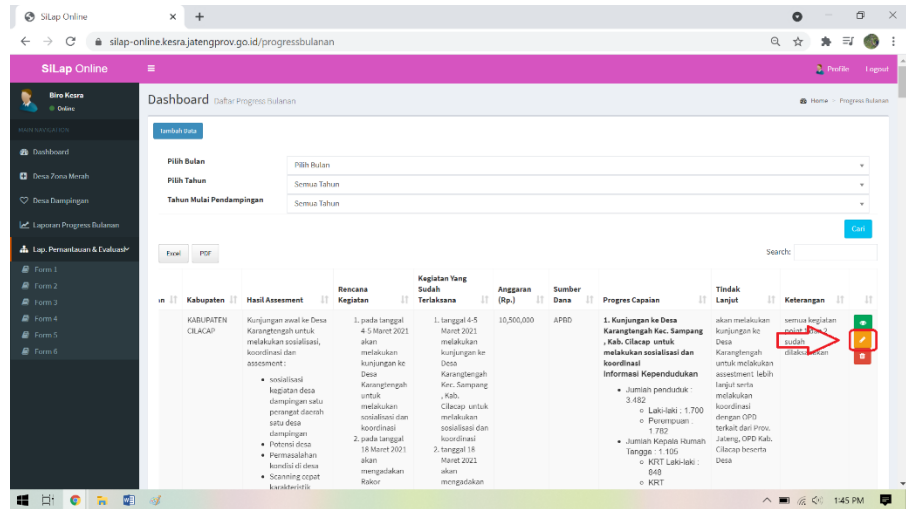 SiLap Online
silap-online.kesra.jatengprov.go.id/progressbulanan
SILap Online
Profile Logout
Biro Kesra
Online
MAIN NAVIGATION
Dashboard
Desa Zona Merah
Desa Dampingan
Laporan Progress Bulanan
Lap. Pemantauan & Evaluasi
Form 1
Form 2
Form 3
Form 4
Form 5
Form 6
Dashboard Daftar Progress Bulanan
Home Progress Bulanan
Tambah Data
Pilih Bulan
Pilih Bulan
Pilih Tahun
Semua Tahun
Tahun Mulai Pendampingan
Semua Tahun
Cari
Excel PDF
Search:
n
Kabupaten
Hasil Assesment
Rencana
Kegiatan
Kegiatan Yang
Sudah
Terlaksana
Anggaran
(Rp.)
Sumber
Dana
Progres Capaian
Tindak
Lanjut
Keterangan
KABUPATEN
CILACAP
Kunjungan awal ke Desa
Karangtengah untuk
melakukan sosialisasi,
koordinasi dan
assesment :
• sosialisasi
kegiatan desa
dampingan satu
perangat daerah
satu desa
dampingan
• Potensi desa
• Permasalahan
kondisi di desa
• Scanning cepat
karakteristik
1. pada tanggal
4-5 Maret 2021
akan
melakukan
kunjungan ke
Desa
Karangtengah
untuk
melakukan
sosialisasi dan
koordinasi
2. pada tanggal
18 Maret 2021
akan
mengadakan
Rakor
1. tanggal 4-5
Maret 2021
melakukan
kunjungan ke
Desa
Karangtengah
Kec. Sampang
, Kab.
Cilacap untuk
melakukan
sosialisasi dan
koordinasi
2. tanggal 18
Maret 2021
akan
mengadakan
10,500,000
APBD
1. Kunjungan ke Desa
Karangtengah Kec. Sampang
, Kab. Cilacap untuk
melakukan sosialisasi dan
koordinasi
Informasi Kependudukan
• Jumlah penduduk :
3.482
○ Laki-laki : 1.700
○ Perempuan :
1.782
• Jumlah Kepala Rumah
Tangga : 1.105
○ KRT Laki-laki :
848
○ KRT
akan melakukan
kunjungan ke
Desa
Karangtengah
untuk melakukan
assestment lebih
lanjut serta
melakukan
koordinasi
dengan OPD
terkait dari Prov.
Jateng, OPD Kab.
Cilacap beserta
Desa
semua kegiatan
point 1 dan 2
sudah
dilaksanakan
1:45 PM